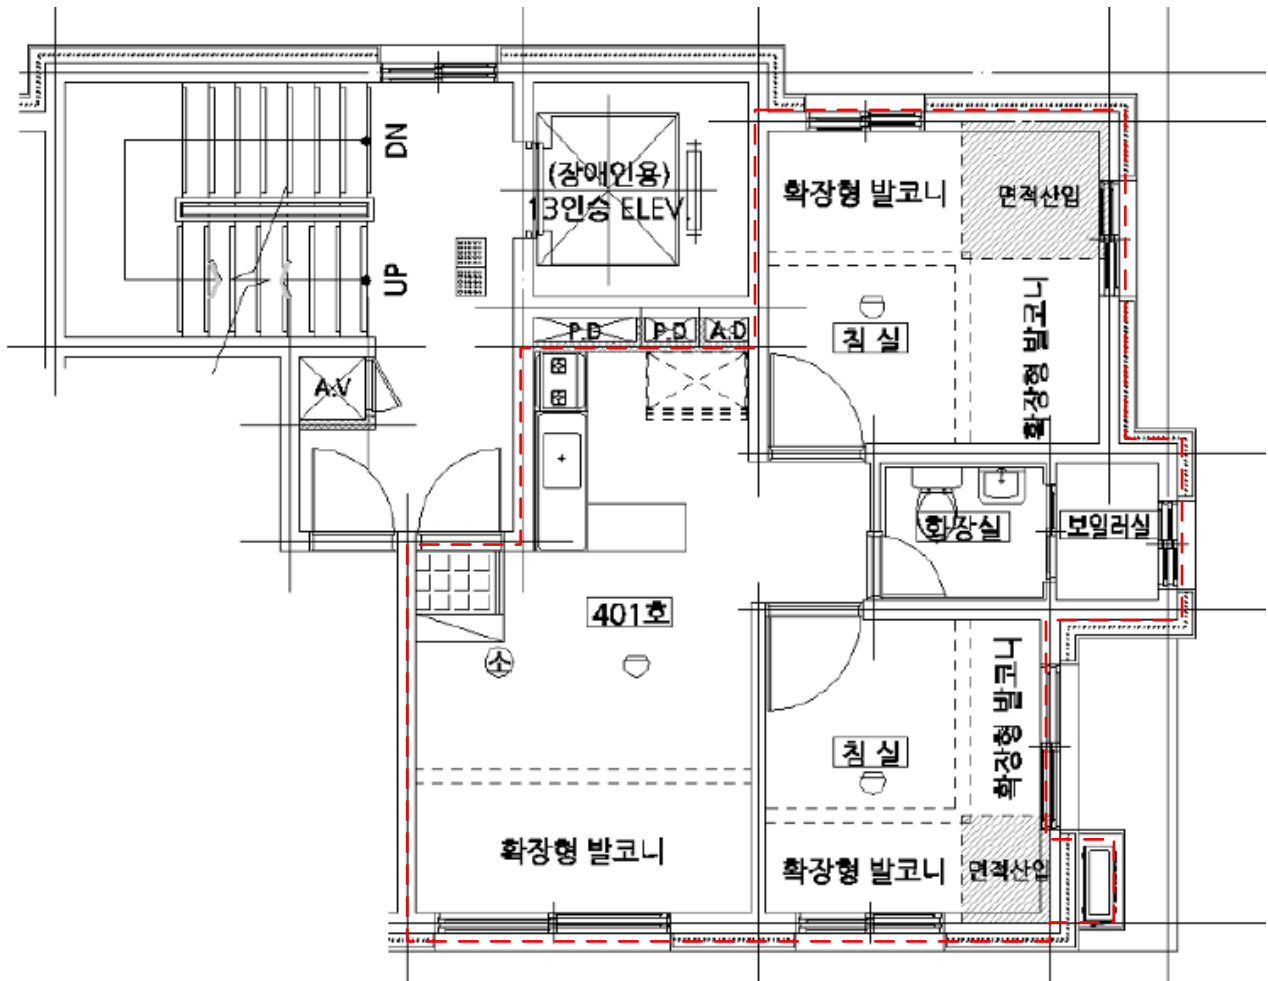 DN
(장애인용)
13인승 ELEV.
확장형 발코니
면적산입
UP
확장형 발코니
P.D
P.D
A.D
침 실
A.V
화장실
보일러실
401호
소
확장형 발코니
침 실
확장형 발코니
확장형 발코니
면적산입